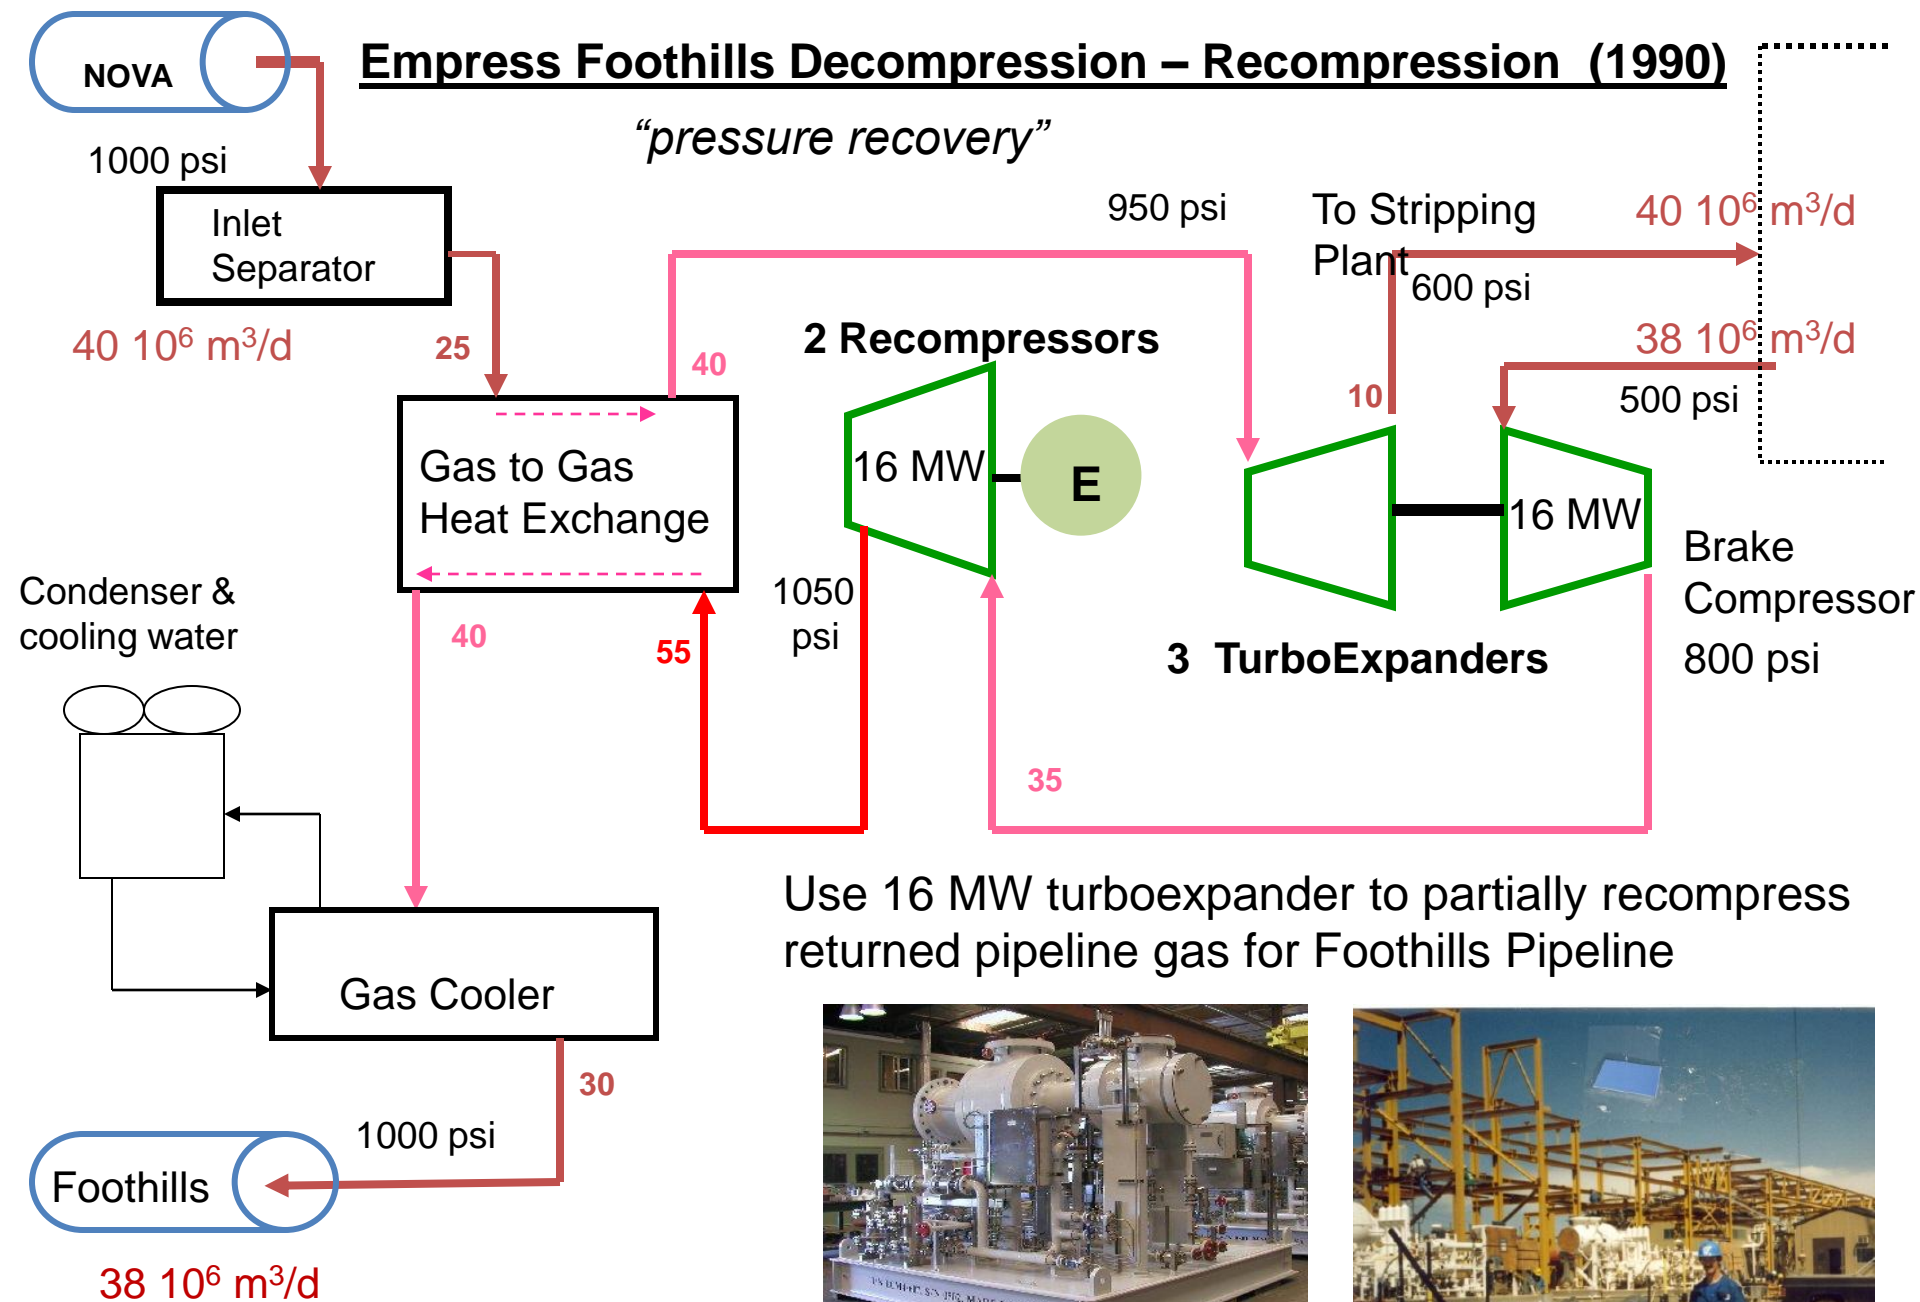 NOVA
Empress Foothills Decompression – Recompression (1990)
“pressure recovery”
1000 psi
Inlet
Separator
950 psi
To Stripping
Plant
40 10⁶ m³/d
600 psi
40 10⁶ m³/d
25
40
2 Recompressors
38 10⁶ m³/d
10
500 psi
Gas to Gas
Heat Exchange
16 MW
E
16 MW
Brake
Compressor
800 psi
Condenser &
cooling water
40
55
1050
psi
3 TurboExpanders
35
Use 16 MW turboexpander to partially recompress
returned pipeline gas for Foothills Pipeline
Gas Cooler
30
1000 psi
Foothills
38 10⁶ m³/d